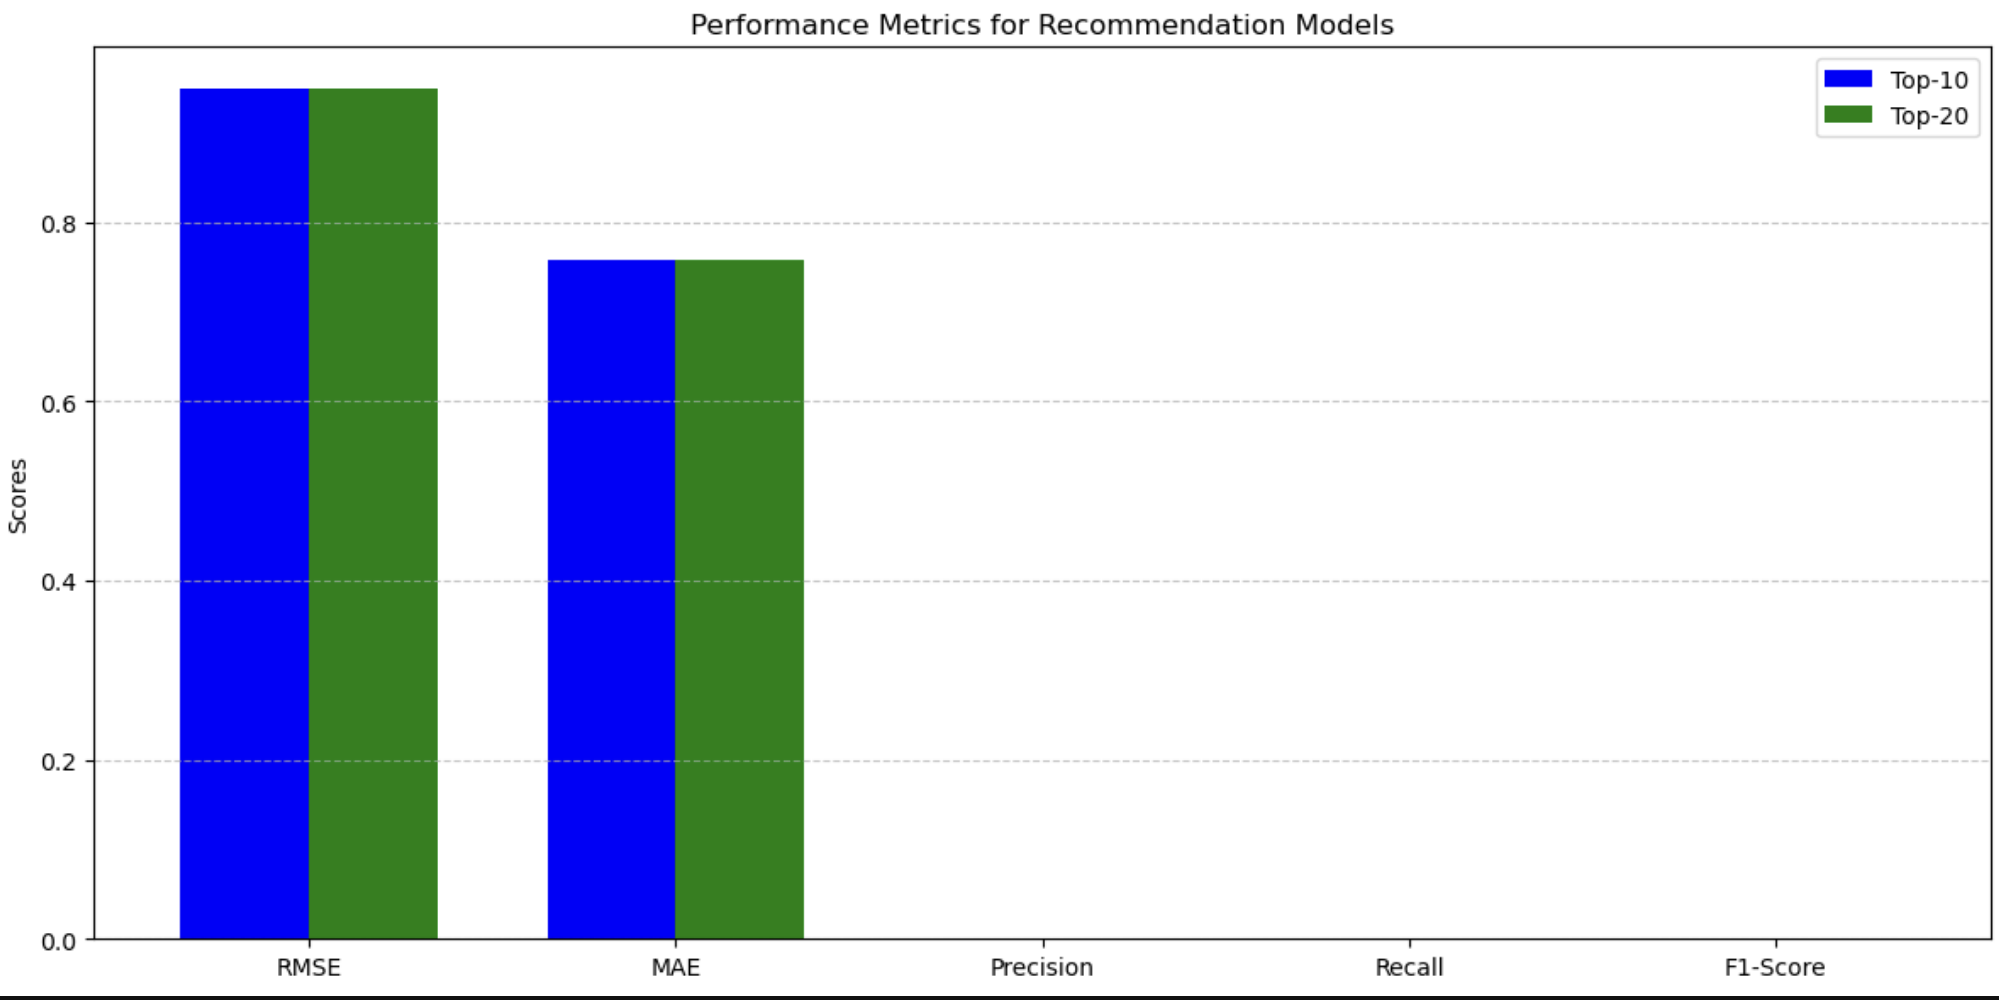 Performance Metrics for Recommendation Models
Top-10
Top-20
Scores
0.8
0.6
0.4
0.2
0.0
RMSE MAE Precision Recall F1-Score